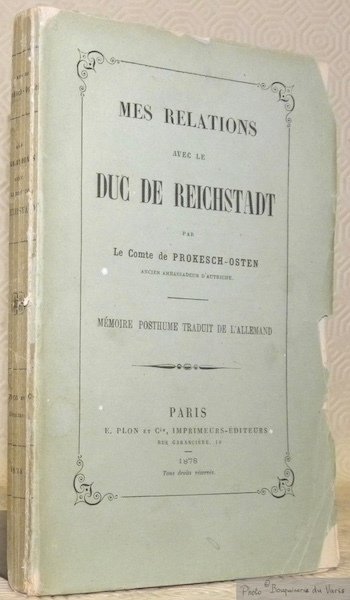 MES RELATIONS
AVEC LE
DUC DE REICHSTADT
PAR
Le Comte de PROKESCH-OSTEN
ANCIEN AMBASSADEUR D'AUTRICHE.
MÉMOIRE POSTHUME TRADUIT DE L'ALLEMAND
PARIS
E. PLON ET Cie, IMPRIMEURS-ÉDITEURS
RUE GARANCIÈRE, 10
1878
Tous droits réservés.
Photo © Bouquinerie du Varis